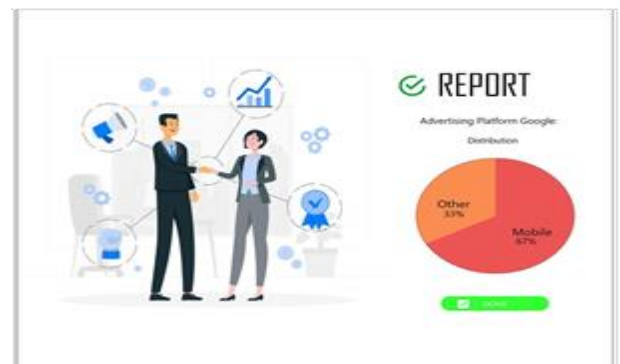 REPORT
Advertising Platform Google:
Distribution
Other
33%
Mobile
67%